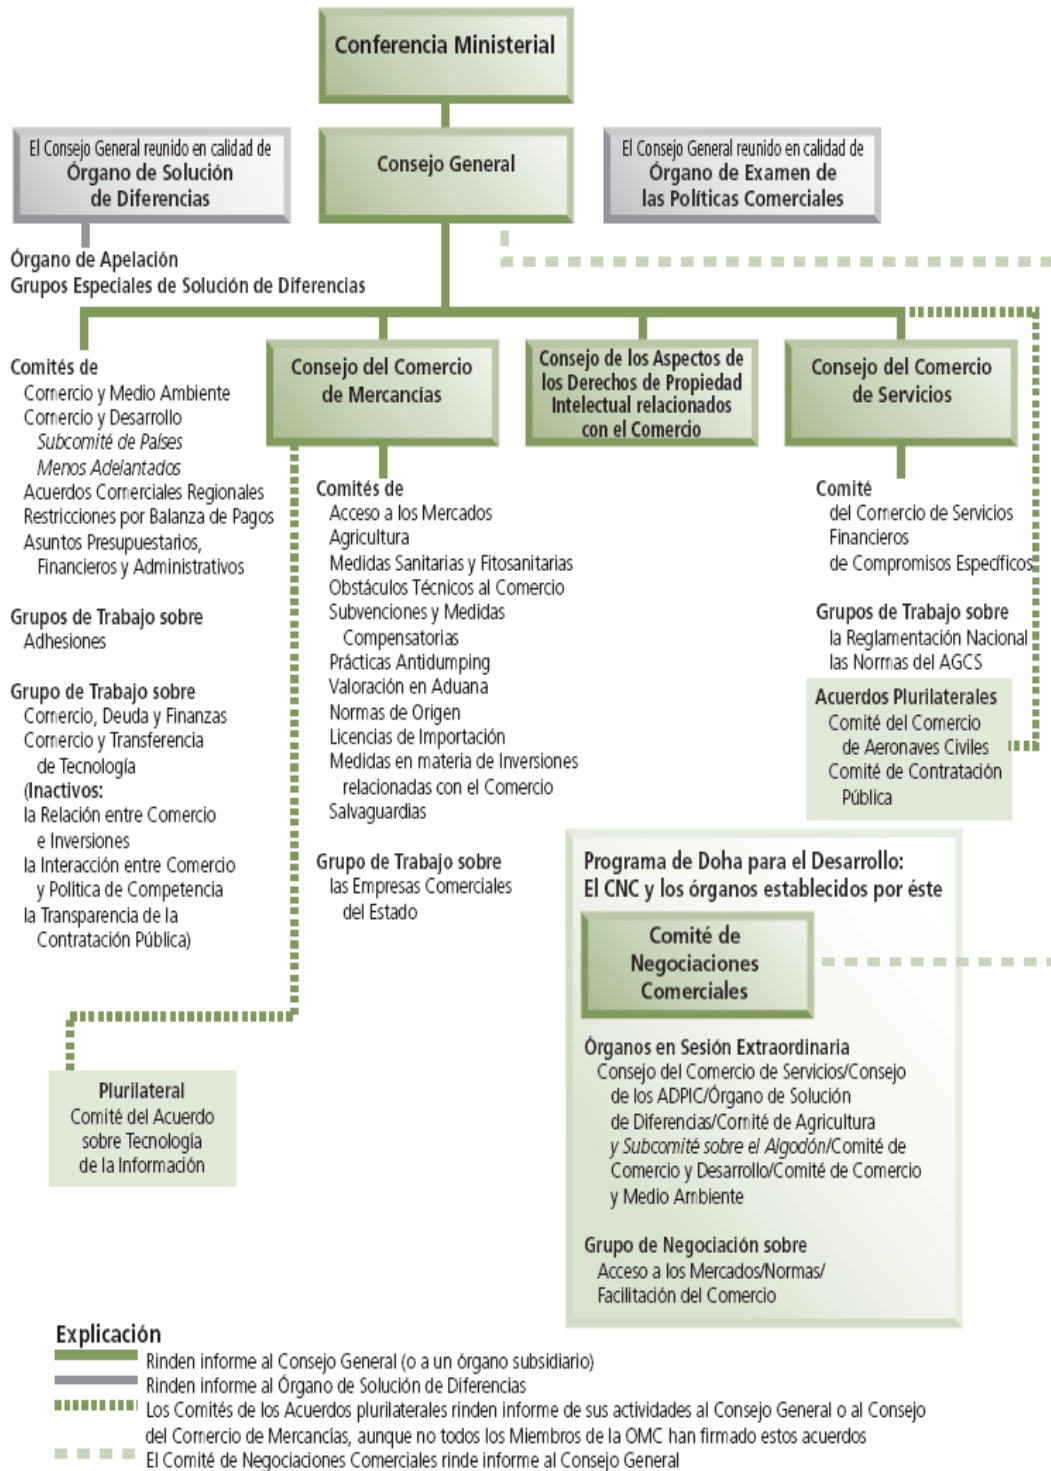 Conferencia Ministerial
El Consejo General reunido en calidad de
Órgano de Solución
de Diferencias
Consejo General
El Consejo General reunido en calidad de
Órgano de Examen de
las Políticas Comerciales
Órgano de Apelación
Grupos Especiales de Solución de Diferencias
Comités de
Comercio y Medio Ambiente
Comercio y Desarrollo
Subcomité de Países
Menos Adelantados
Acuerdos Comerciales Regionales
Restricciones por Balanza de Pagos
Asuntos Presupuestarios,
Financieros y Administrativos
Grupos de Trabajo sobre
Adhesiones
Grupo de Trabajo sobre
Comercio, Deuda y Finanzas
Comercio y Transferencia
de Tecnología
(Inactivos:
la Relación entre Comercio
e Inversiones
la Interacción entre Comercio
y Política de Competencia
la Transparencia de la
Contratación Pública)
Consejo del Comercio
de Mercancías
Comités de
Acceso a los Mercados
Agricultura
Medidas Sanitarias y Fitosanitarias
Obstáculos Técnicos al Comercio
Subvenciones y Medidas
Compensatorias
Prácticas Antidumping
Valoración en Aduana
Normas de Origen
Licencias de Importación
Medidas en materia de Inversiones
relacionadas con el Comercio
Salvaguardias
Grupo de Trabajo sobre
las Empresas Comerciales
del Estado
Consejo de los Aspectos de
los Derechos de Propiedad
Intelectual relacionados
con el Comercio
Consejo del Comercio
de Servicios
Comité
del Comercio de Servicios
Financieros
de Compromisos Específicos
Grupos de Trabajo sobre
la Reglamentación Nacional
las Normas del AGCS
Acuerdos Plurilaterales
Comité del Comercio
de Aeronaves Civiles
Comité de Contratación
Pública
Plurilateral
Comité del Acuerdo
sobre Tecnología
de la Información
Programa de Doha para el Desarrollo:
El CNC y los órganos establecidos por éste
Comité de
Negociaciones
Comerciales
Órganos en Sesión Extraordinaria
Consejo del Comercio de Servicios/Consejo
de los ADPIC/Órgano de Solución
de Diferencias/Comité de Agricultura
y Subcomité sobre el Algodón/Comité de
Comercio y Desarrollo/Comité de Comercio
y Medio Ambiente
Grupo de Negociación sobre
Acceso a los Mercados/Normas/
Facilitación del Comercio
Explicación
Rinden informe al Consejo General (o a un órgano subsidiario)
Rinden informe al Órgano de Solución de Diferencias
Los Comités de los Acuerdos plurilaterales rinden informe de sus actividades al Consejo General o al Consejo
del Comercio de Mercancías, aunque no todos los Miembros de la OMC han firmado estos acuerdos
El Comité de Negociaciones Comerciales rinde informe al Consejo General